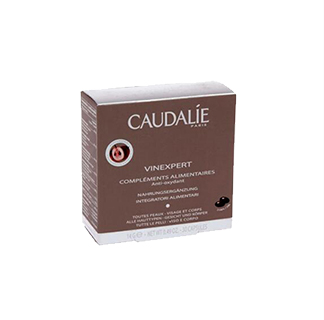 CAUDALÍE
PARIS
VINEXPERT
COMPLÉMENTS ALIMENTAIRES
Anti-oxydant
NAHRUNGSERGÄNZUNG
INTEGRATORI ALIMENTARI
TOUTES PEAUX - VISAGE ET CORPS
ALLE HAUTTYPEN - GESICHT UND KÖRPER
TUTTE LE PELLI - VISO E CORPO